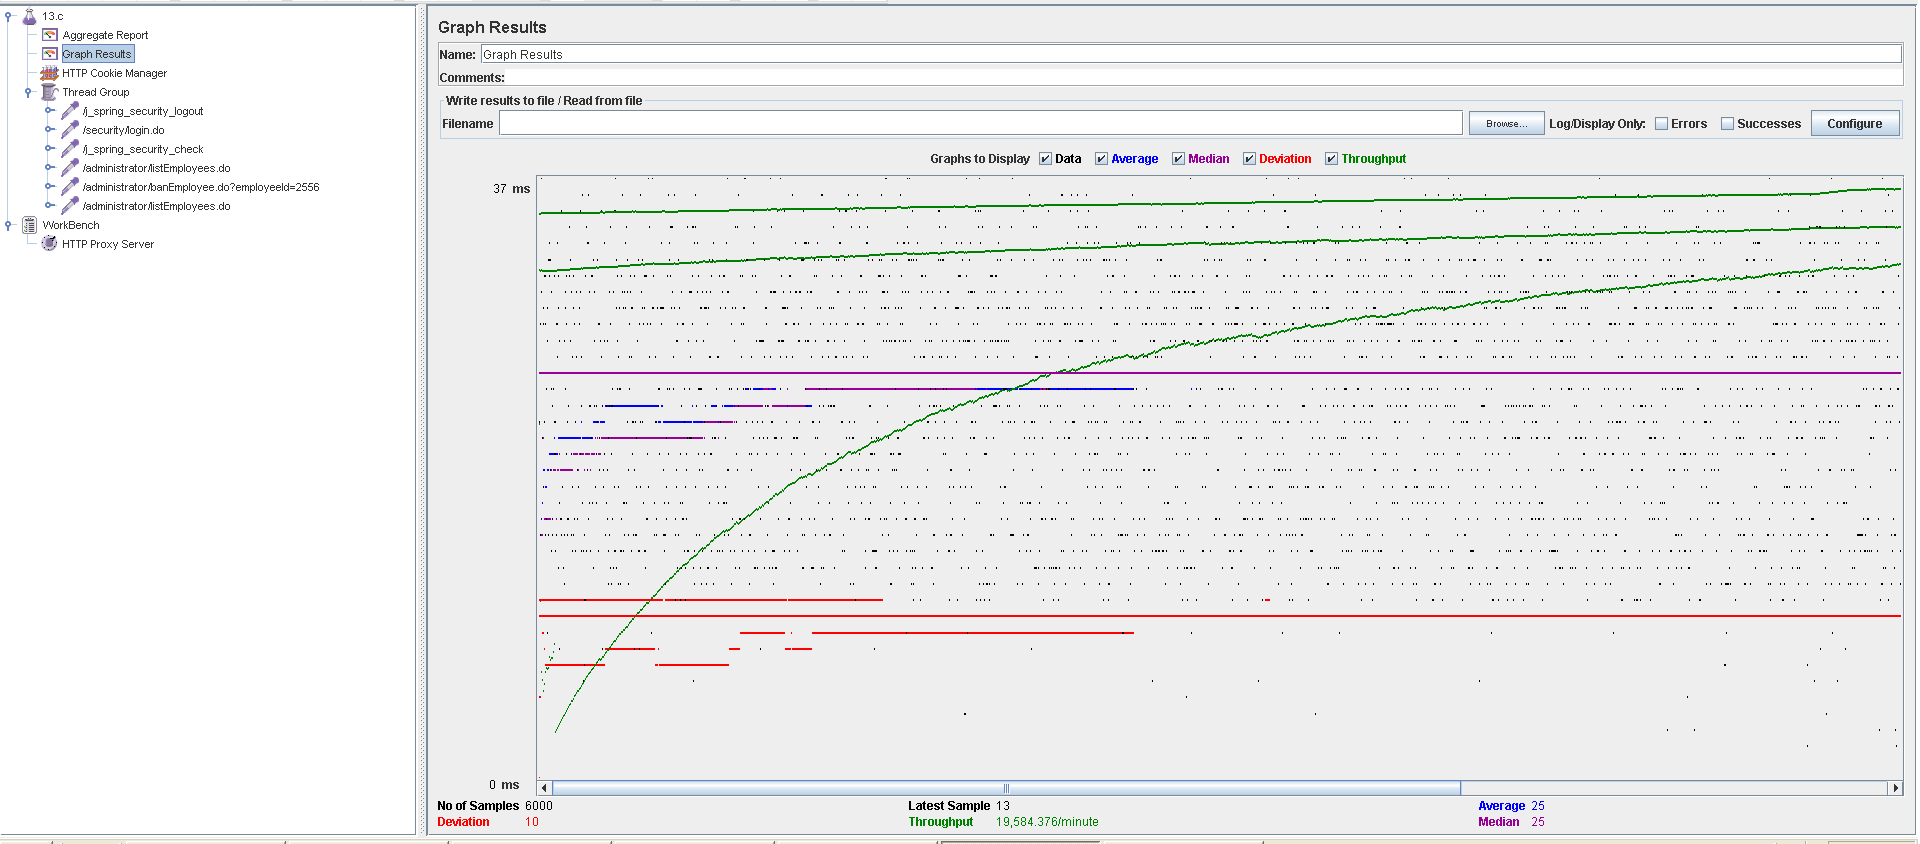 13.c
Aggregate Report
Graph Results
HTTP Cookie Manager
Thread Group
/j_spring_security_logout
/security/login.do
/j_spring_security_check
/administrator/listEmployees.do
/administrator/banEmployee.do?employeeId=2556
/administrator/listEmployees.do
WorkBench
HTTP Proxy Server
Graph Results
Name: Graph Results
Comments:
Write results to file / Read from file
Filename Browse... Log/Display Only: Errors Successes Configure
Graphs to Display Data Average Median Deviation Throughput
37 ms
0 ms
No of Samples 6000 Latest Sample 13 Average 25
Deviation 10 Throughput 19,584.376/minute Median 25